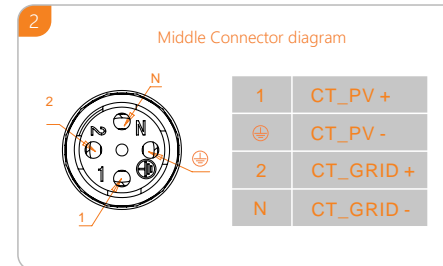 2
Middle Connector diagram
N
2
2 N
1
1
1 CT_PV +
⏚ CT_PV -
2 CT_GRID +
N CT_GRID -